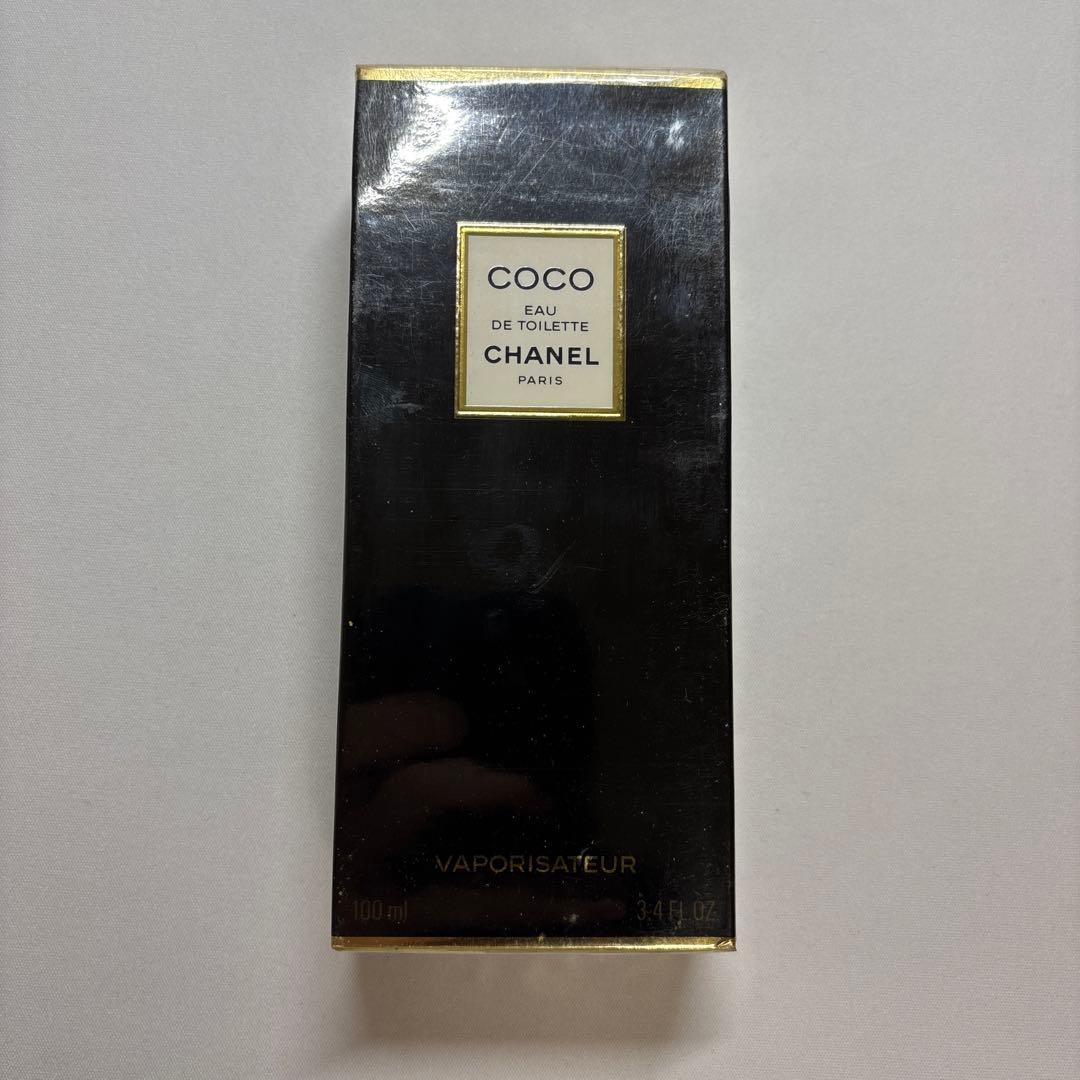 COCO
EAU
DE TOILETTE
CHANEL
PARIS
VAPORISATEUR
100 ml 3.4 FL.OZ